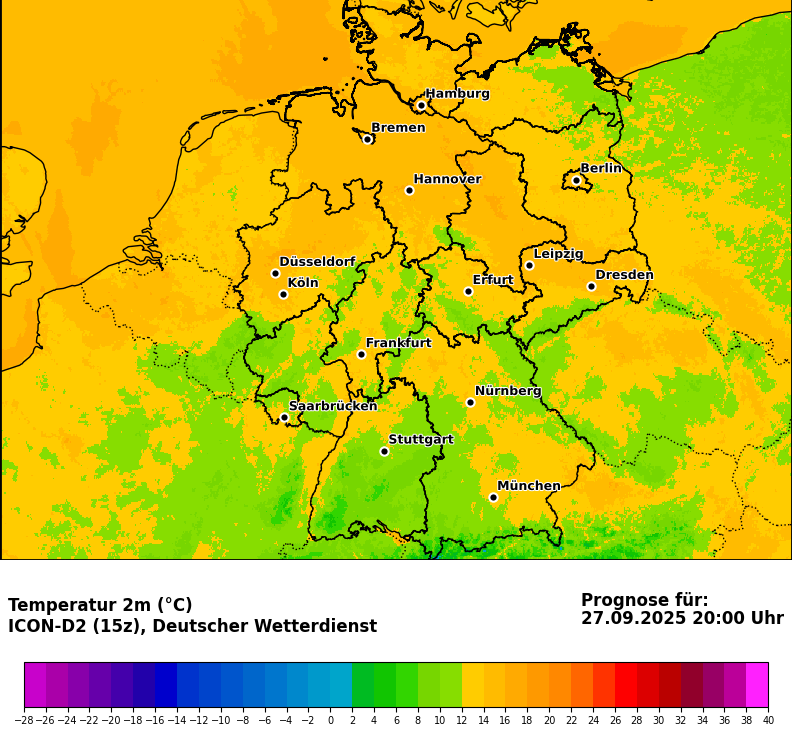 Hamburg
Bremen
Berlin
Hannover
Leipzig
Düsseldorf
Dresden
Köln
Erfurt
Frankfurt
Nürnberg
Saarbrücken
Stuttgart
München
Temperatur 2m (°C)
ICON-D2 (15z), Deutscher Wetterdienst
Prognose für:
27.09.2025 20:00 Uhr
−28 −26 −24 −22 −20 −18 −16 −14 −12 −10 −8 −6 −4 −2 0 2 4 6 8 10 12 14 16 18 20 22 24 26 28 30 32 34 36 38 40